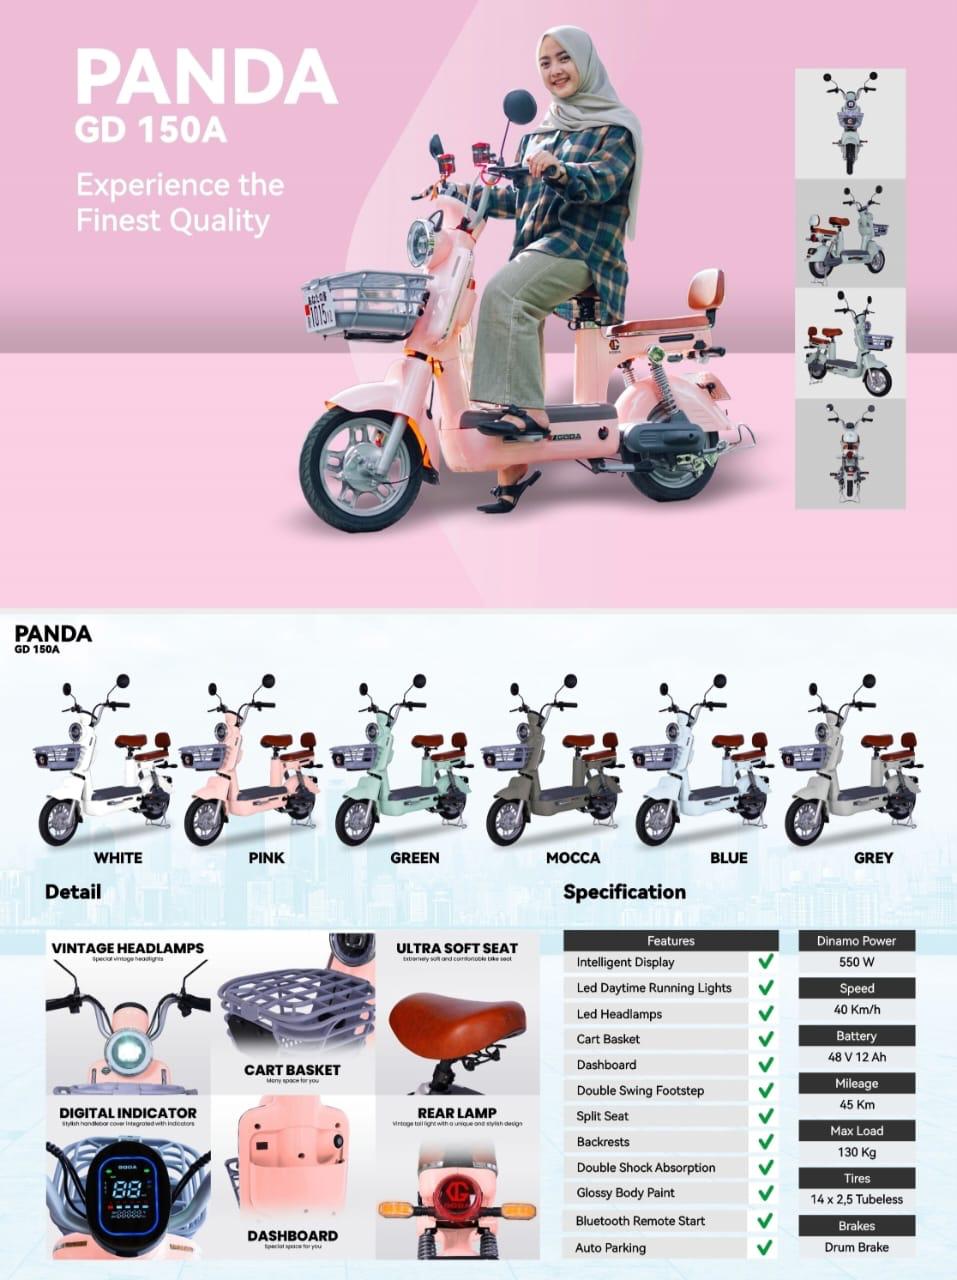 PANDA
GD 150A
Experience the
Finest Quality
1015
GODA
GODA
PANDA
GD 150A
WHITE
PINK
GREEN
MOCCA
BLUE
GREY
Detail
VINTAGE HEADLAMPS
Special vintage headlights
CART BASKET
Many space for you
ULTRA SOFT SEAT
Extremely soft and comfortable bike seat
DIGITAL INDICATOR
Stylish handlebar cover integrated with indicators
GODA
88
DASHBOARD
Special space for you
REAR LAMP
Vintage tail light with a unique and stylish design
GODA
Specification
Features
Intelligent Display
Led Daytime Running Lights
Led Headlamps
Cart Basket
Dashboard
Double Swing Footstep
Split Seat
Backrests
Double Shock Absorption
Glossy Body Paint
Bluetooth Remote Start
Auto Parking
Dinamo Power
550 W
Speed
40 Km/h
Battery
48 V 12 Ah
Mileage
45 Km
Max Load
130 Kg
Tires
14 x 2,5 Tubeless
Brakes
Drum Brake